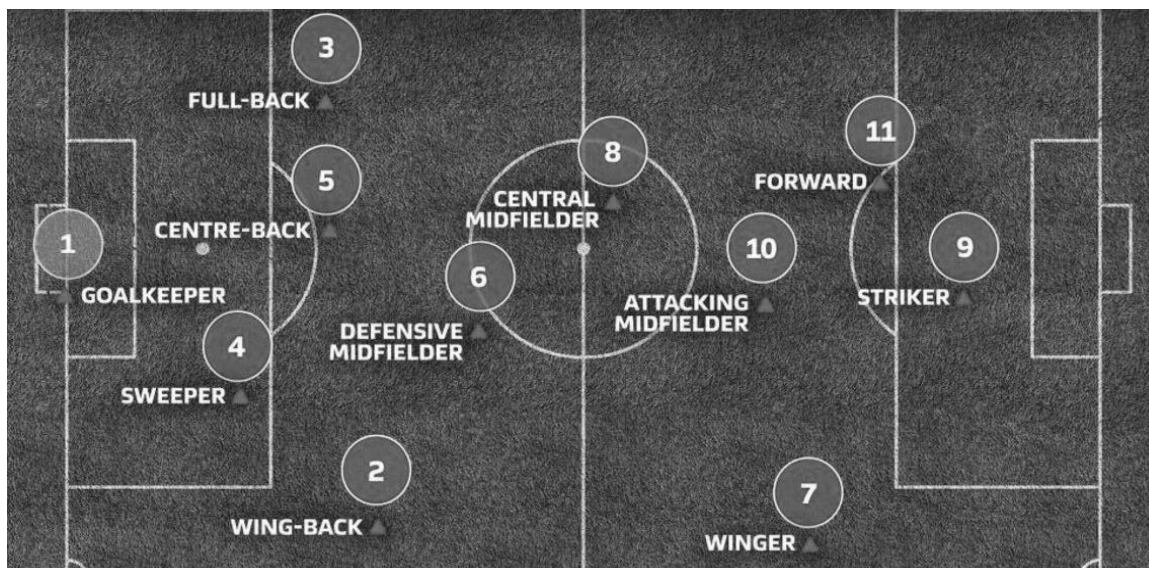 3
FULL-BACK
11
8
5
FORWARD
CENTRAL
MIDFIELDER
CENTRE-BACK
1
10
9
6
GOALKEEPER
STRIKER
ATTACKING
MIDFIELDER
DEFENSIVE
MIDFIELDER
4
SWEEPER
2
7
WING-BACK
WINGER